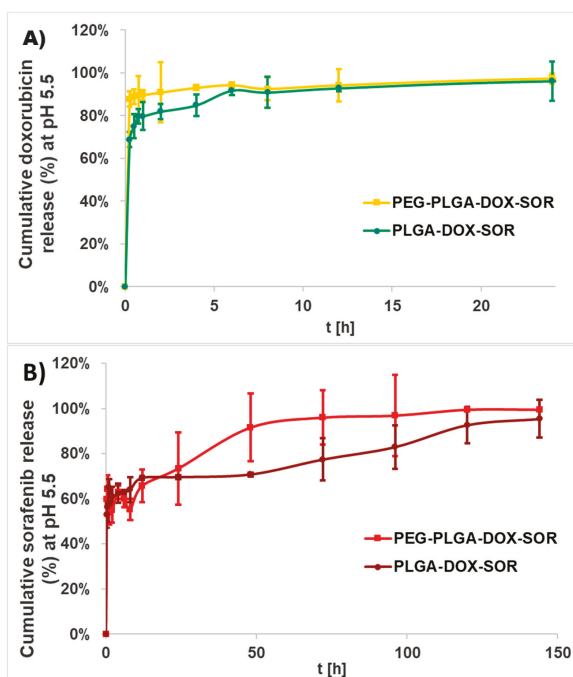 A)
Cumulative doxorubicin
release (%) at pH 5.5
120%
100%
80%
60%
40%
20%
0%
PEG-PLGA-DOX-SOR
PLGA-DOX-SOR
0
5
10
15
20
t [h]
B)
Cumulative sorafenib release
(%) at pH 5.5
120%
100%
80%
60%
40%
20%
0%
PEG-PLGA-DOX-SOR
PLGA-DOX-SOR
0
50
100
150
t [h]